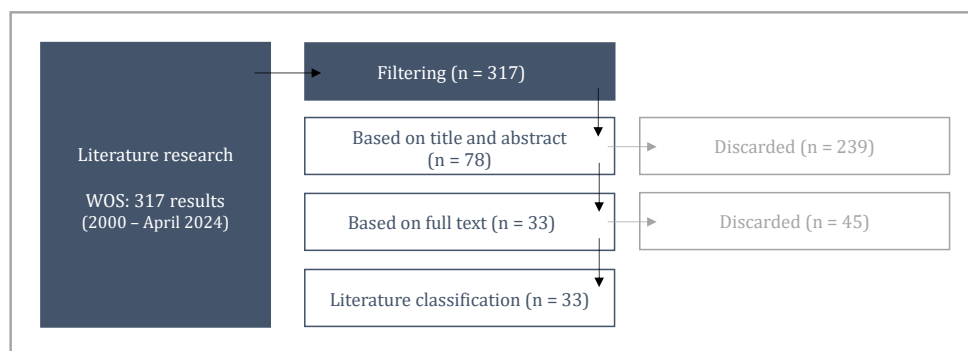 Literature research
WOS: 317 results
(2000 – April 2024)
Filtering (n = 317)
Based on title and abstract
(n = 78)
Discarded (n = 239)
Based on full text (n = 33)
Discarded (n = 45)
Literature classification (n = 33)